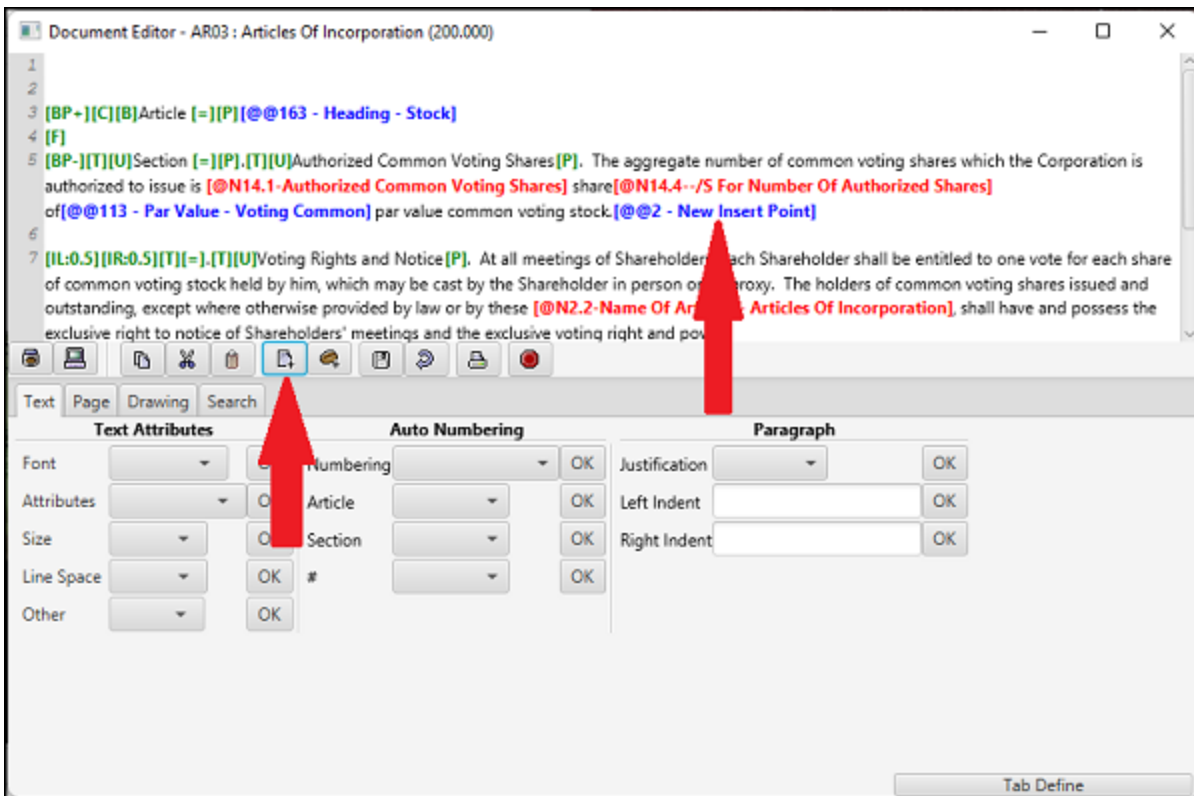 Document Editor - AR03 : Articles Of Incorporation (200.000)
1
2
3 [BP+][C][B]Article [=][P][@@163 - Heading - Stock]
4 [F]
5 [BP-][T][U]Section [=][P].[T][U]Authorized Common Voting Shares[P]. The aggregate number of common voting shares which the Corporation is
authorized to issue is [@N14.1-Authorized Common Voting Shares] share[@N14.4--/S For Number Of Authorized Shares]
of[@@113 - Par Value - Voting Common] par value common voting stock.[@@2 - New Insert Point]
6
7 [IL:0.5][IR:0.5][T][=].[T][U]Voting Rights and Notice[P]. At all meetings of Shareholder ach Shareholder shall be entitled to one vote for each share
of common voting stock held by him, which may be cast by the Shareholder in person o roxy. The holders of common voting shares issued and
outstanding, except where otherwise provided by law or by these [@N2.2-Name Of Ar Articles Of Incorporation], shall have and possess the
exclusive right to notice of Shareholders' meetings and the exclusive voting right and pow
Text Page Drawing Search
Text Attributes Auto Numbering Paragraph
Font Numbering OK Justification OK
Attributes Article OK Left Indent OK
Size Section OK Right Indent OK
Line Space OK # OK
Other OK
Tab Define